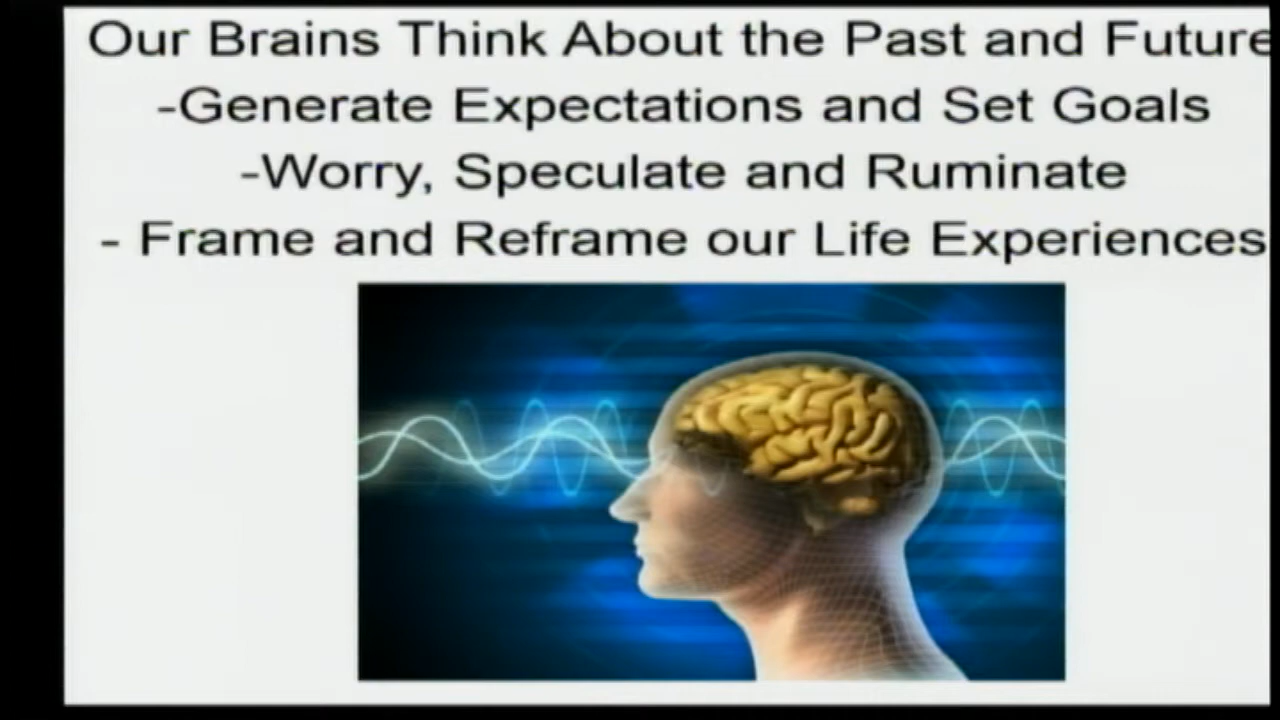 Our Brains Think About the Past and Future
-Generate Expectations and Set Goals
-Worry, Speculate and Ruminate
- Frame and Reframe our Life Experiences